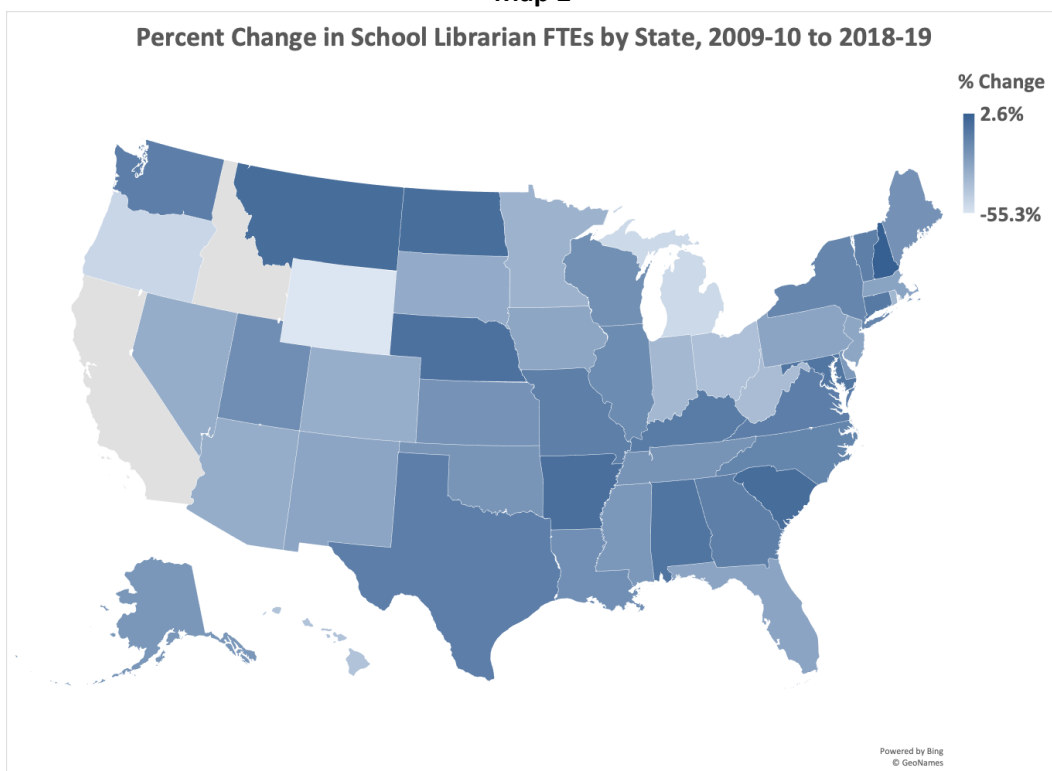 Percent Change in School Librarian FTEs by State, 2009-10 to 2018-19
% Change
2.6%
-55.3%
Powered by Bing
© GeoNames